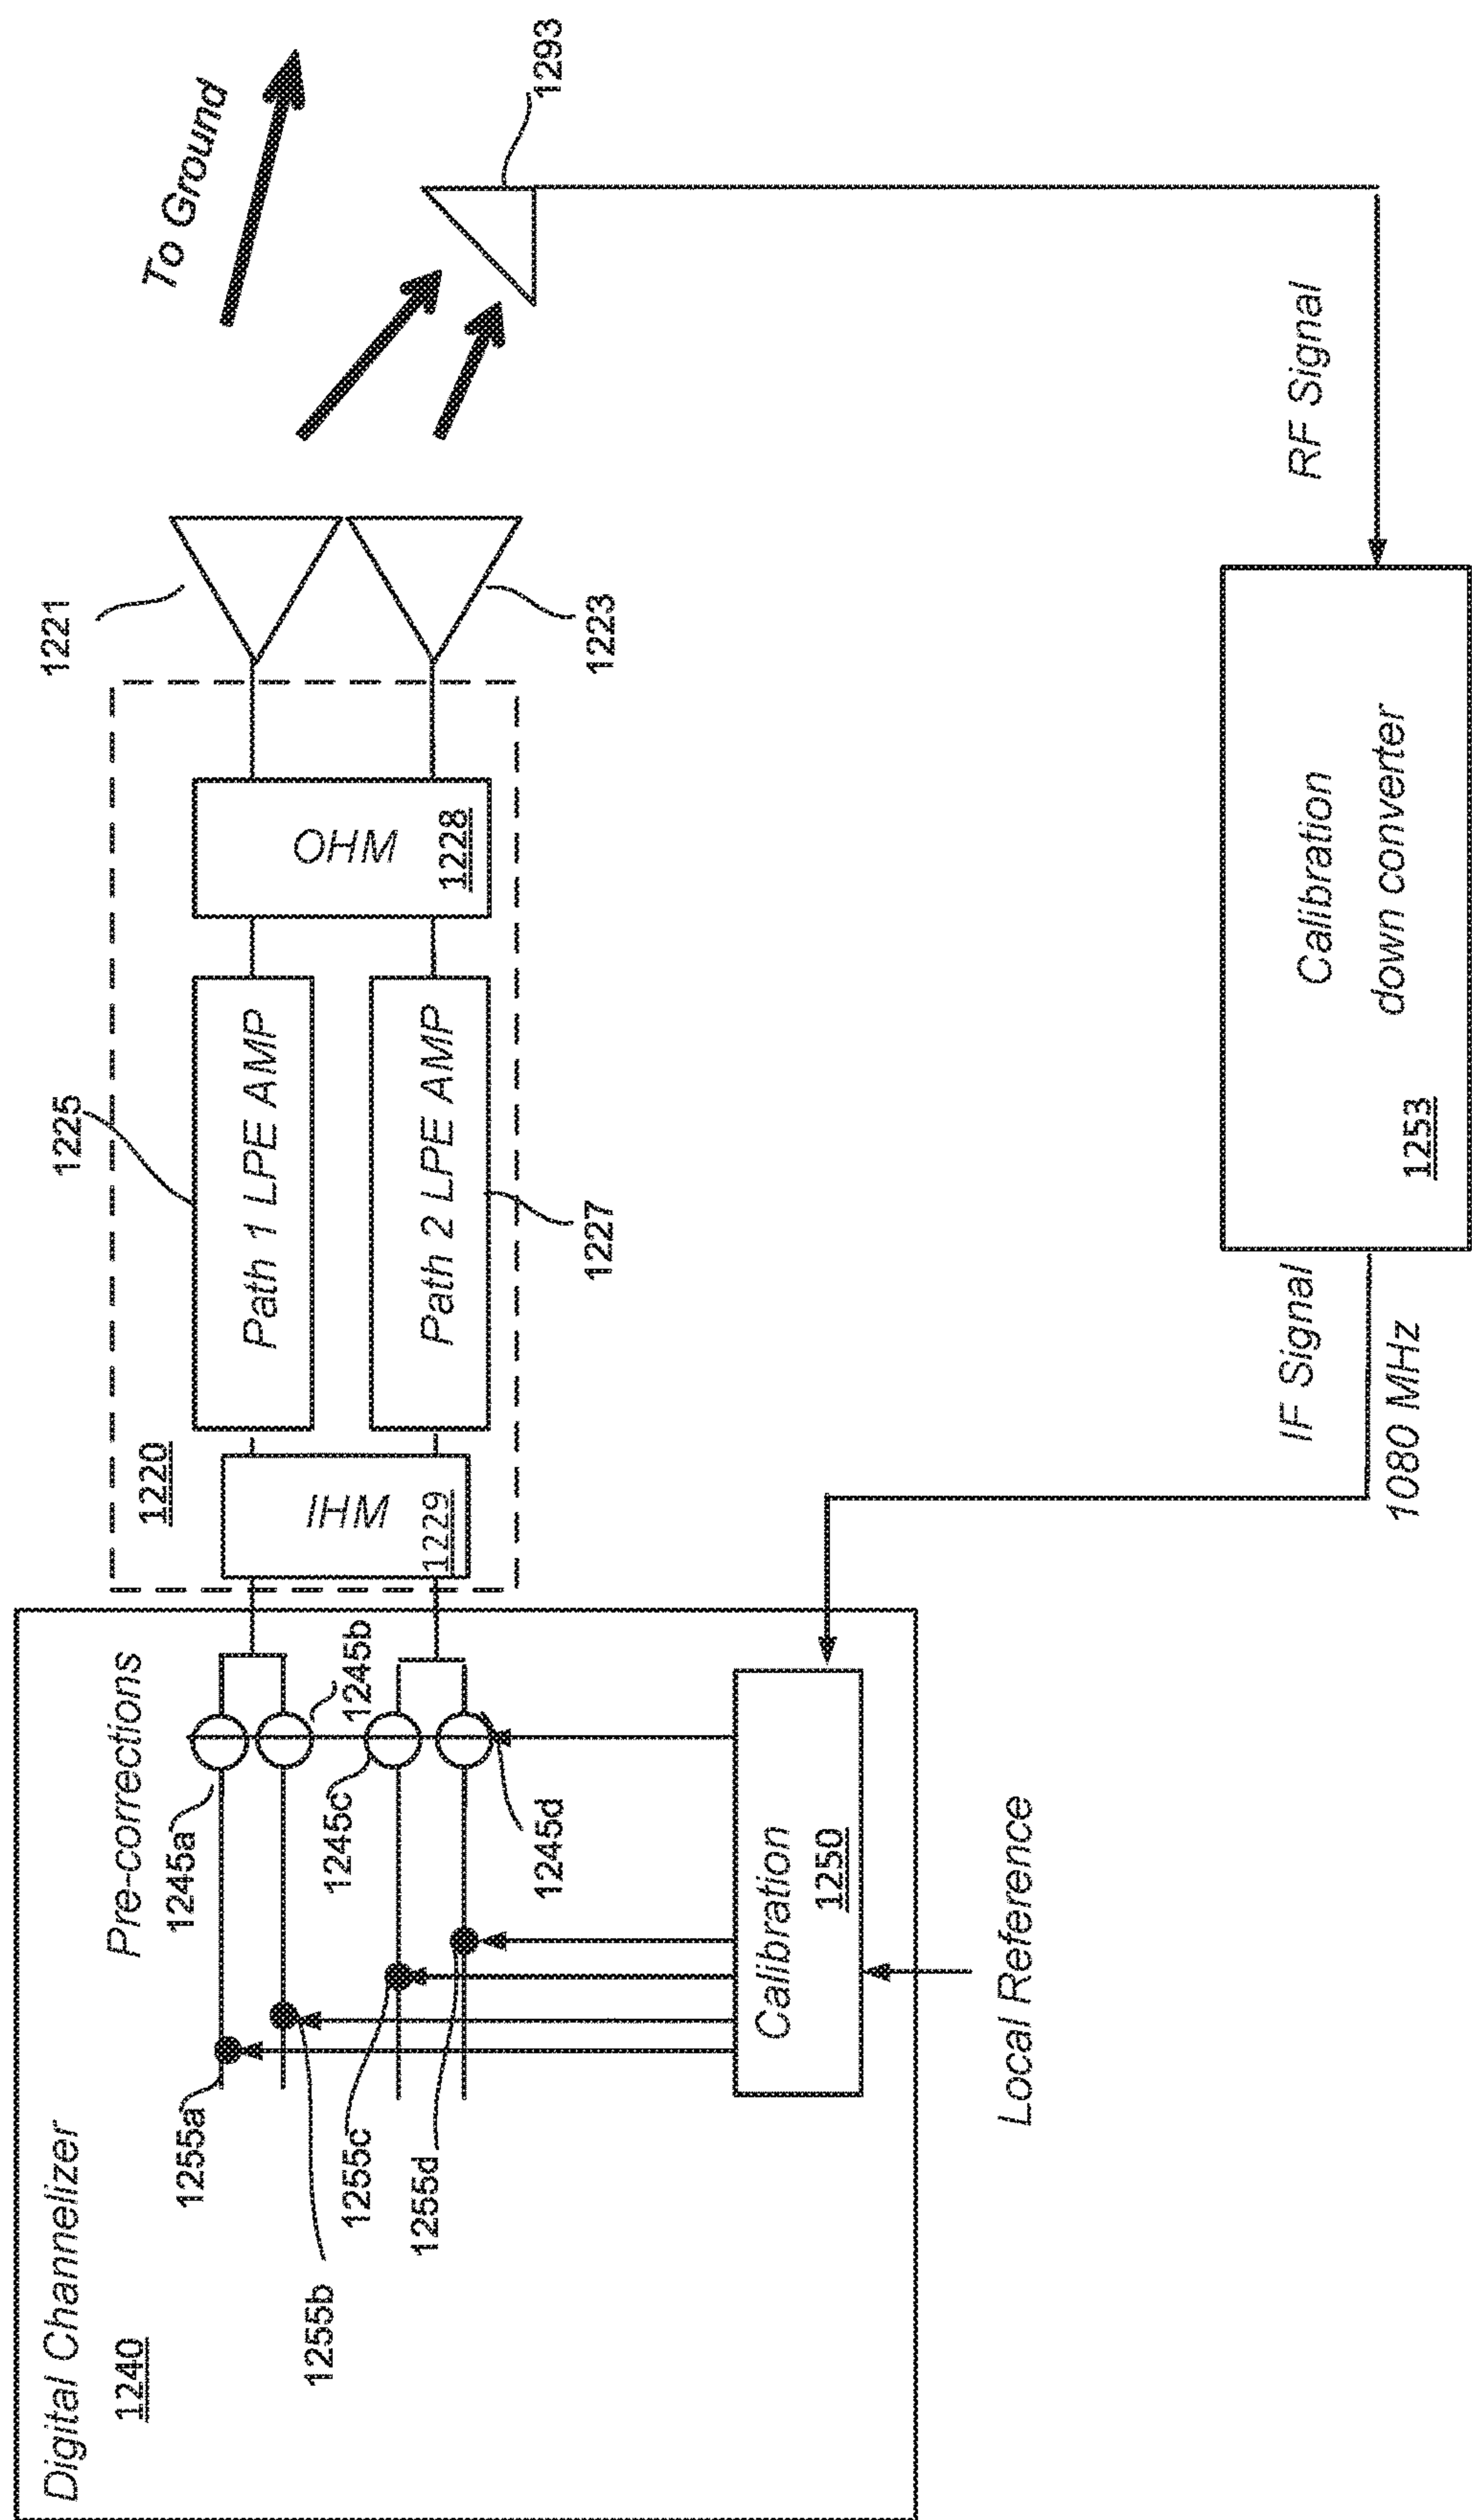 Digital Channelizer
1240
Pre-corrections
1255a
1255b
1255c
1255d
1245a
1245b
1245c
1245d
Calibration
1250
Local Reference
1220
IHM
1229
1225
Path 1 LPE AMP
Path 2 LPE AMP
1227
OHM
1228
1221
1223
To Ground
1293
RF Signal
Calibration
down converter
1253
IF Signal
1080 MHz